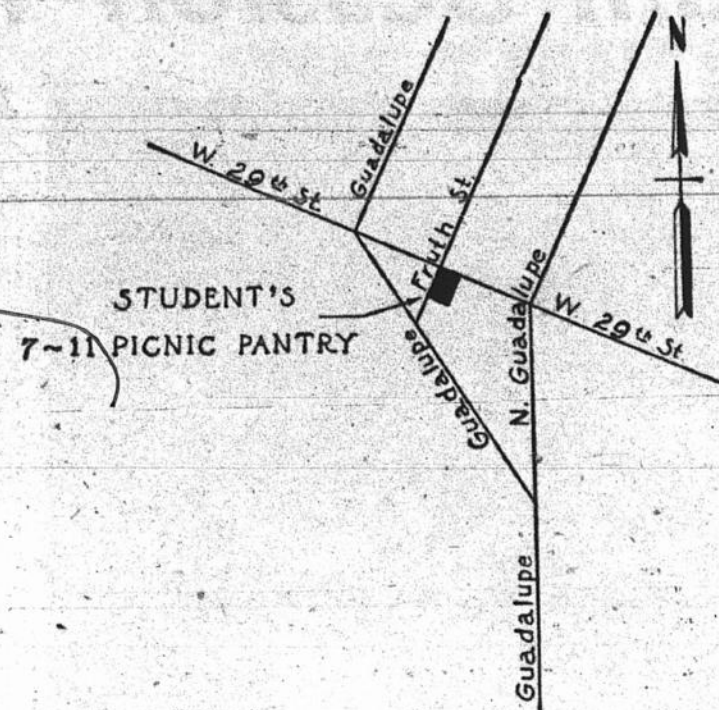 N
Guadalupe
W. 29th St.
Fruth St.
N. Guadalupe
STUDENT'S
7~11 PICNIC PANTRY
W. 29th St.
Guadalupe
Guadalupe